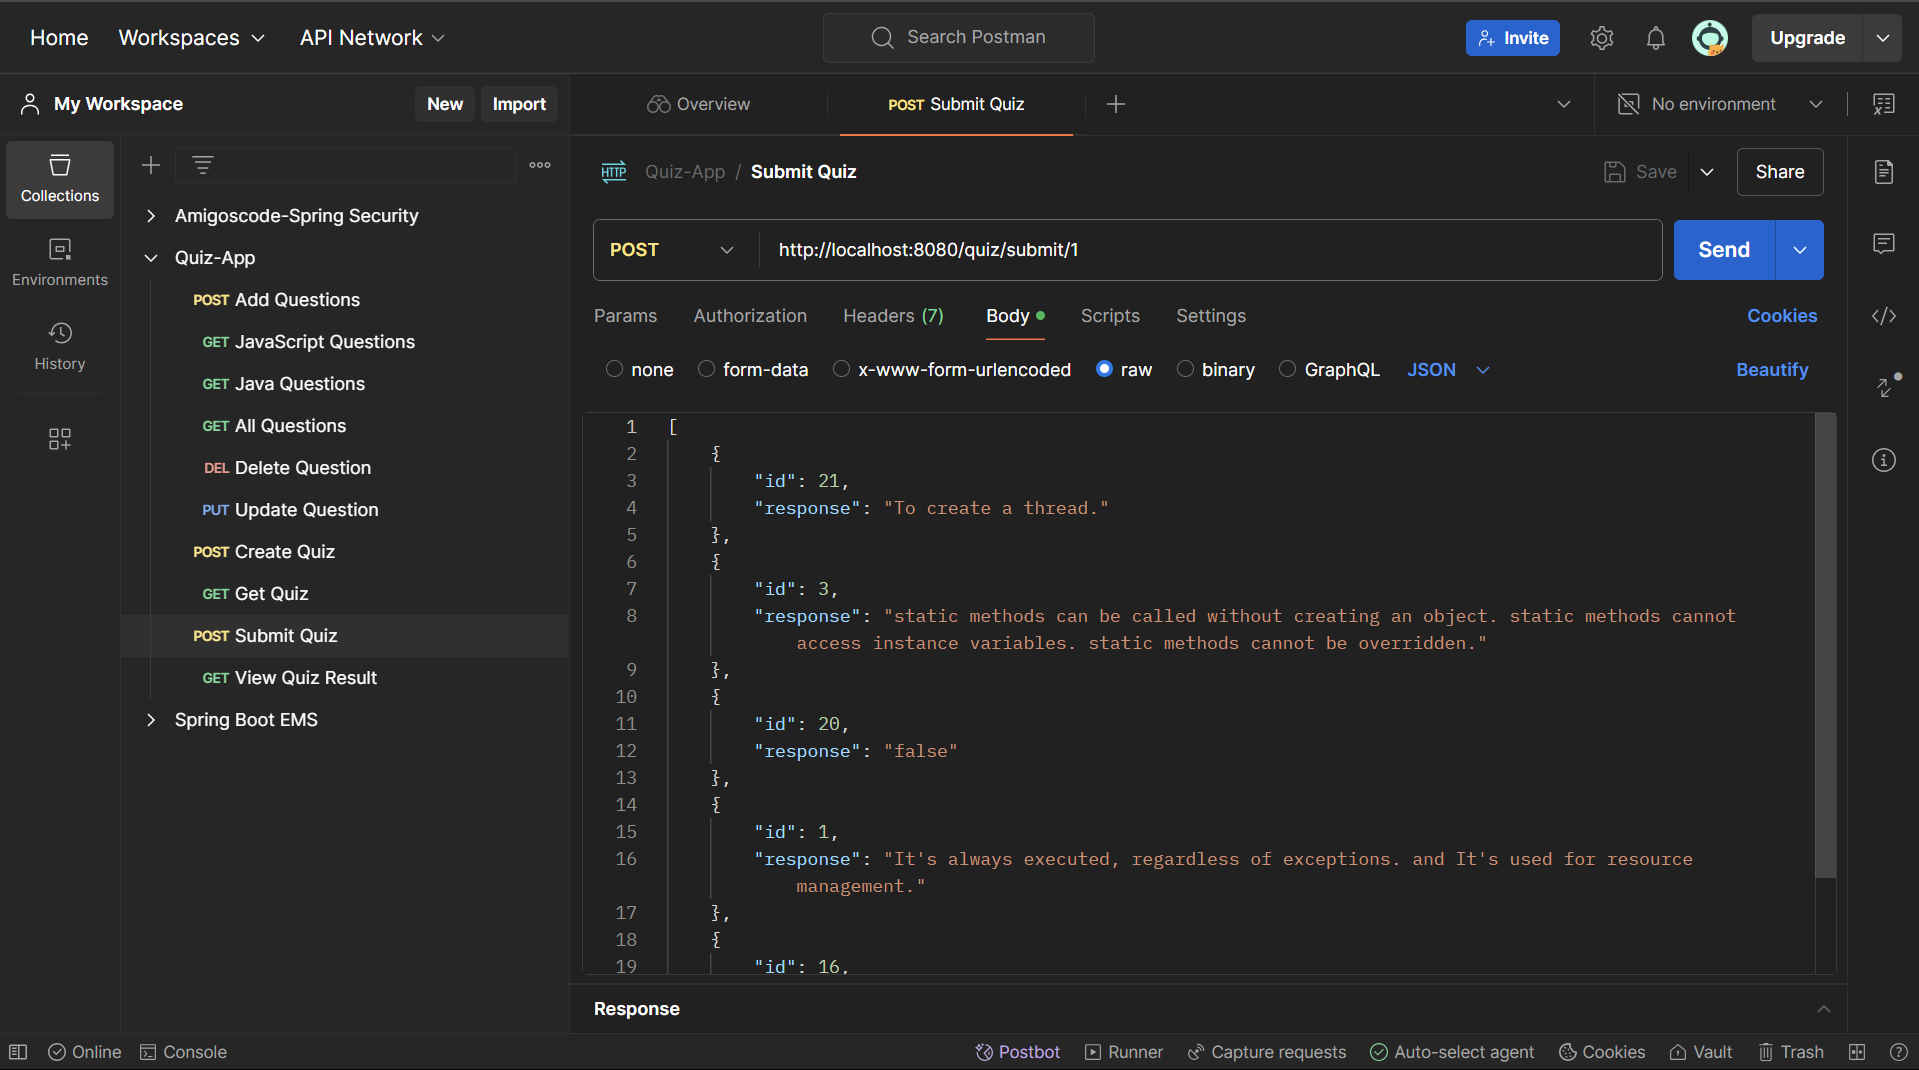 Home Workspaces API Network Search Postman Invite Upgrade
My Workspace New Import Overview POST Submit Quiz No environment
Collections
Environments
History
Amigoscode-Spring Security
Quiz-App
POST Add Questions
GET JavaScript Questions
GET Java Questions
GET All Questions
DEL Delete Question
PUT Update Question
POST Create Quiz
GET Get Quiz
POST Submit Quiz
GET View Quiz Result
Spring Boot EMS
HTTP Quiz-App / Submit Quiz Save Share
POST http://localhost:8080/quiz/submit/1 Send
Params Authorization Headers (7) Body Scripts Settings Cookies
none form-data x-www-form-urlencoded raw binary GraphQL JSON Beautify
1 [
2 {
3 "id": 21,
4 "response": "To create a thread."
5 },
6 {
7 "id": 3,
8 "response": "static methods can be called without creating an object. static methods cannot
access instance variables. static methods cannot be overridden."
9 },
10 {
11 "id": 20,
12 "response": "false"
13 },
14 {
15 "id": 1,
16 "response": "It's always executed, regardless of exceptions. and It's used for resource
management."
17 },
18 {
19 "id": 16,
Response
Online Console Postbot Runner Capture requests Auto-select agent Cookies Vault Trash